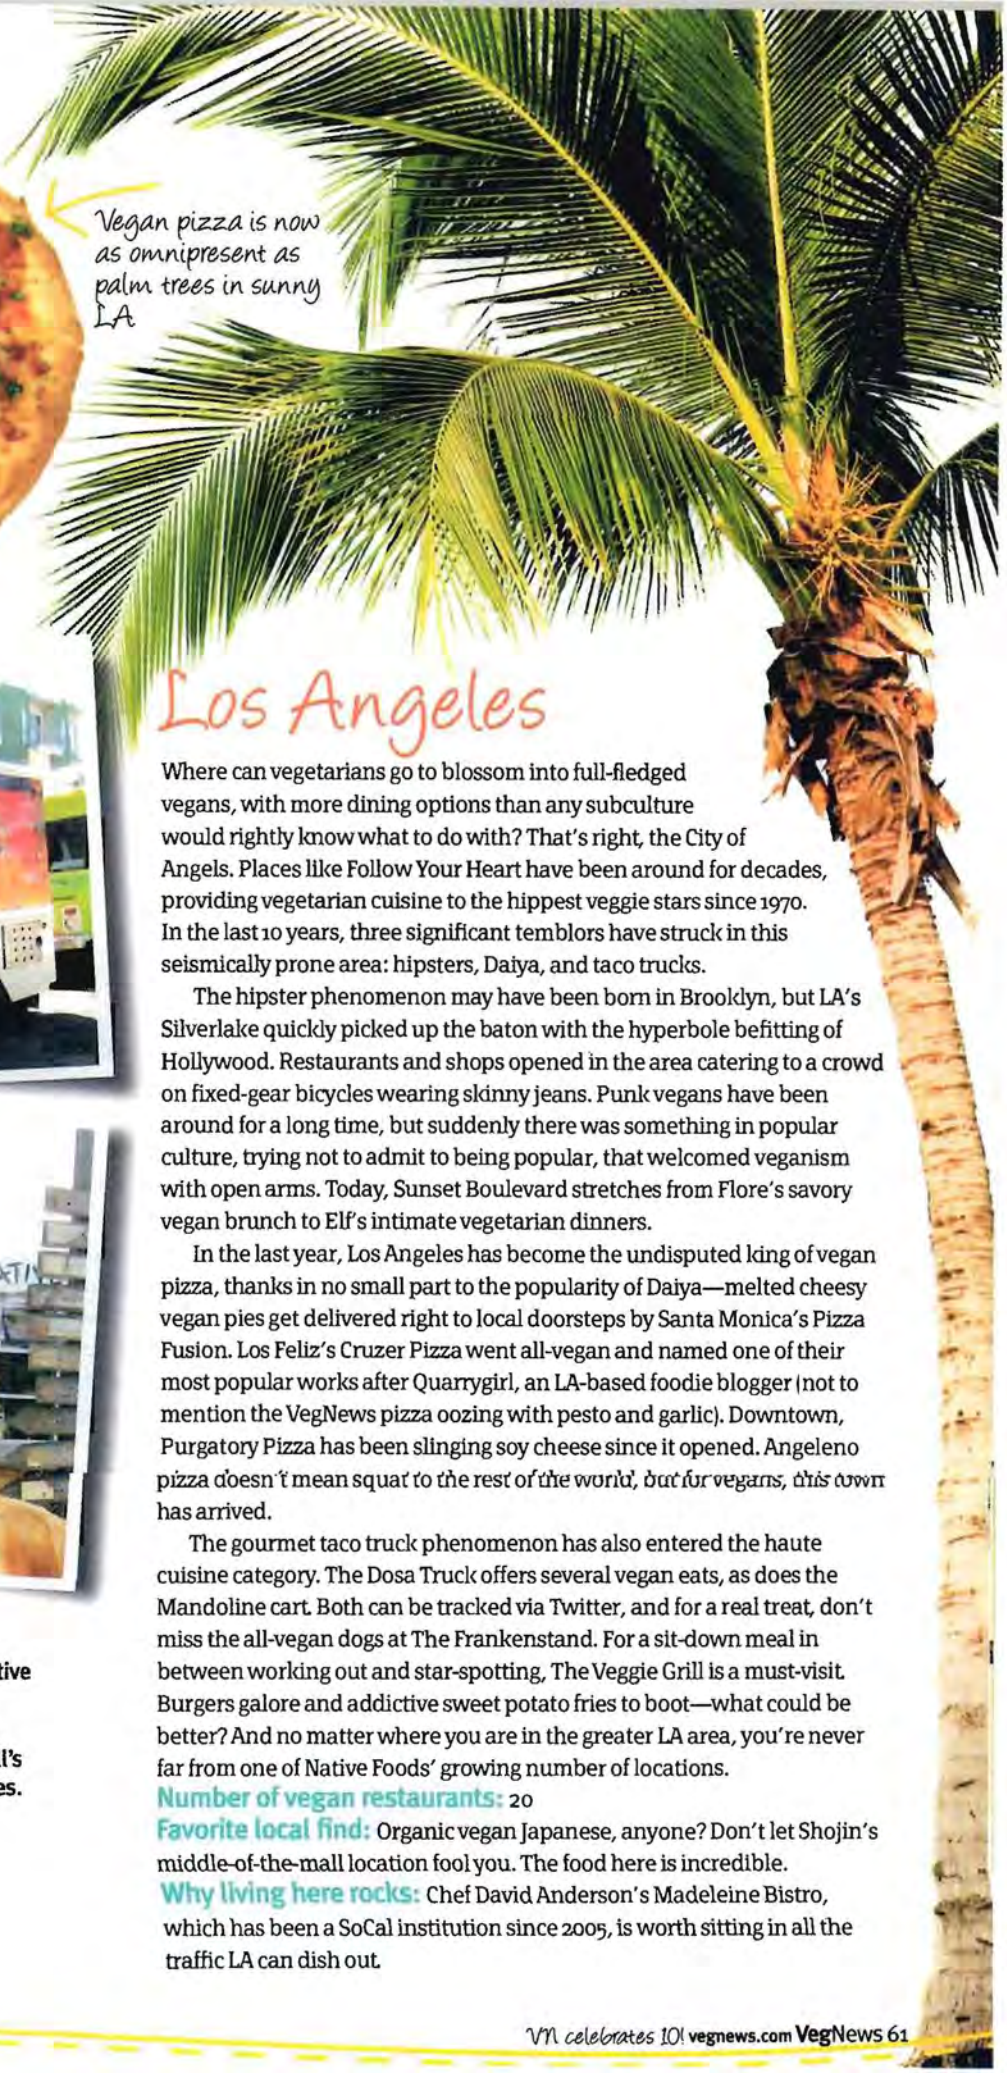 Vegan pizza is now
as omnipresent as
palm trees in sunny
LA
Los Angeles
Where can vegetarians go to blossom into full-fledged
vegans, with more dining options than any subculture
would rightly know what to do with? That's right, the City of
Angels. Places like Follow Your Heart have been around for decades,
providing vegetarian cuisine to the hippest veggie stars since 1970.
In the last 10 years, three significant temblors have struck in this
seismically prone area: hipsters, Daiya, and taco trucks.
The hipster phenomenon may have been born in Brooklyn, but LA's
Silverlake quickly picked up the baton with the hyperbole befitting of
Hollywood. Restaurants and shops opened in the area catering to a crowd
on fixed-gear bicycles wearing skinny jeans. Punk vegans have been
around for a long time, but suddenly there was something in popular
culture, trying not to admit to being popular, that welcomed veganism
with open arms. Today, Sunset Boulevard stretches from Flore's savory
vegan brunch to Elf's intimate vegetarian dinners.
In the last year, Los Angeles has become the undisputed king of vegan
pizza, thanks in no small part to the popularity of Daiya—melted cheesy
vegan pies get delivered right to local doorsteps by Santa Monica's Pizza
Fusion. Los Feliz's Cruzer Pizza went all-vegan and named one of their
most popular works after Quarrygirl, an LA-based foodie blogger (not to
mention the VegNews pizza oozing with pesto and garlic). Downtown,
Purgatory Pizza has been slinging soy cheese since it opened. Angeleno
pizza doesn't mean squat to the rest of the world, but for vegans, this town
has arrived.
The gourmet taco truck phenomenon has also entered the haute
cuisine category. The Dosa Truck offers several vegan eats, as does the
Mandoline cart. Both can be tracked via Twitter, and for a real treat, don't
miss the all-vegan dogs at The Frankenstand. For a sit-down meal in
between working out and star-spotting, The Veggie Grill is a must-visit.
Burgers galore and addictive sweet potato fries to boot—what could be
better? And no matter where you are in the greater LA area, you're never
far from one of Native Foods' growing number of locations.
Number of vegan restaurants: 20
Favorite local find: Organic vegan Japanese, anyone? Don't let Shojin's
middle-of-the-mall location fool you. The food here is incredible.
Why living here rocks: Chef David Anderson's Madeleine Bistro,
which has been a SoCal institution since 2005, is worth sitting in all the
traffic LA can dish out.
tive
l's
es.
VN celebrates 10! vegnews.com VegNews 61